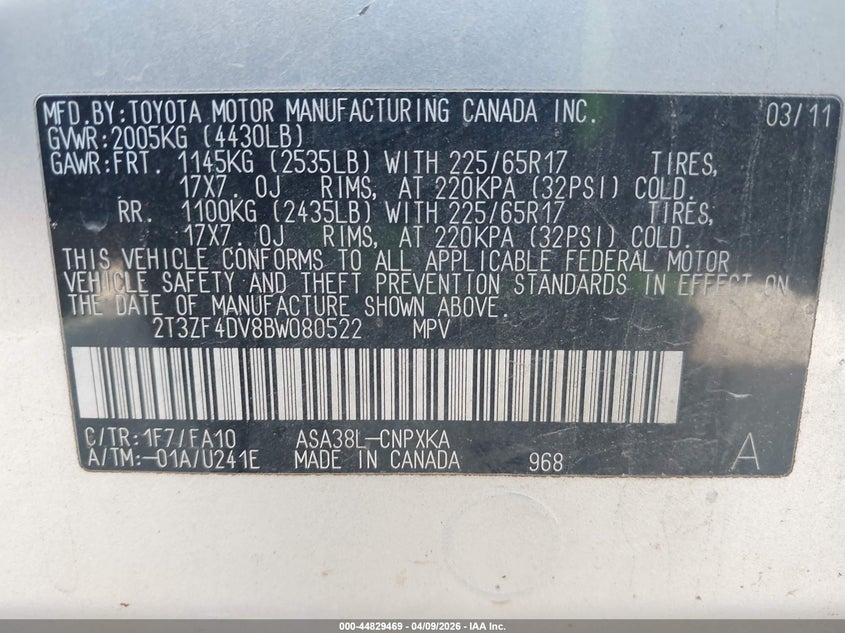 MFD.BY:TOYOTA MOTOR MANUFACTURING CANADA INC. 03/11
GVWR:2005KG (4430LB)
GAWR:FRT. 1145KG (2535LB) WITH 225/65R17 TIRES,
17X7.0J RIMS, AT 220KPA (32PSI) COLD.
RR. 1100KG (2435LB) WITH 225/65R17 TIRES,
17X7.0J RIMS, AT 220KPA (32PSI) COLD.
THIS VEHICLE CONFORMS TO ALL APPLICABLE FEDERAL MOTOR
VEHICLE SAFETY AND THEFT PREVENTION STANDARDS IN EFFECT ON
THE DATE OF MANUFACTURE SHOWN ABOVE.
2T3ZF4DV8BW080522 MPV
C/TR:1F7/FA10 ASA38L-CNPXKA
A/TM:-01A/U241E MADE IN CANADA 968 A
000-44829469 - 04/09/2026 - IAA Inc.